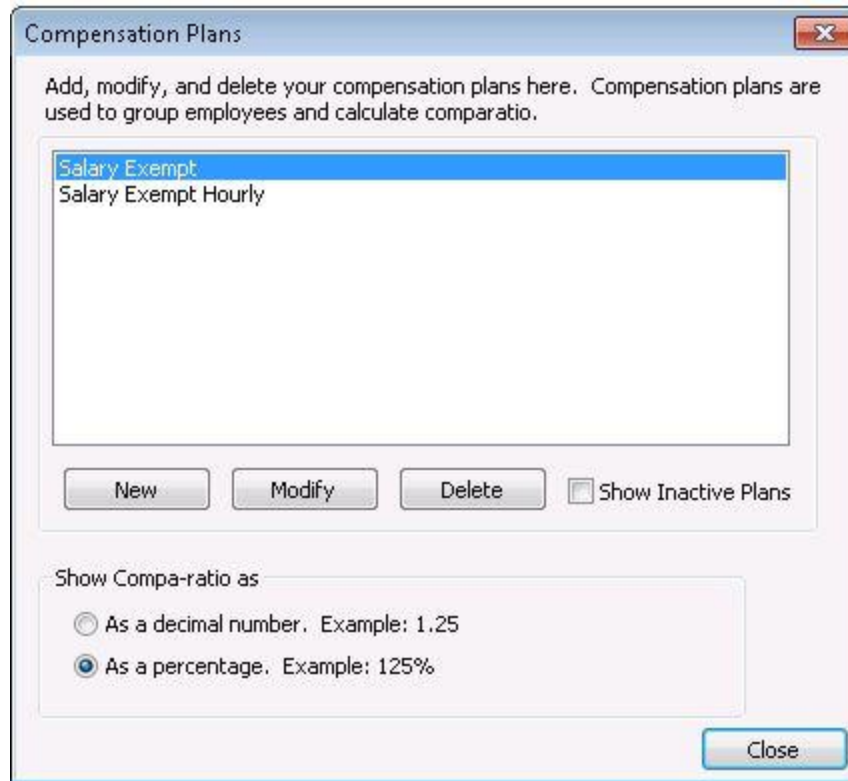 Compensation Plans
Add, modify, and delete your compensation plans here.  Compensation plans are
used to group employees and calculate comparatio.
Salary Exempt
Salary Exempt Hourly
New Modify Delete Show Inactive Plans
Show Compa-ratio as
As a decimal number.  Example: 1.25
As a percentage.  Example: 125%
Close